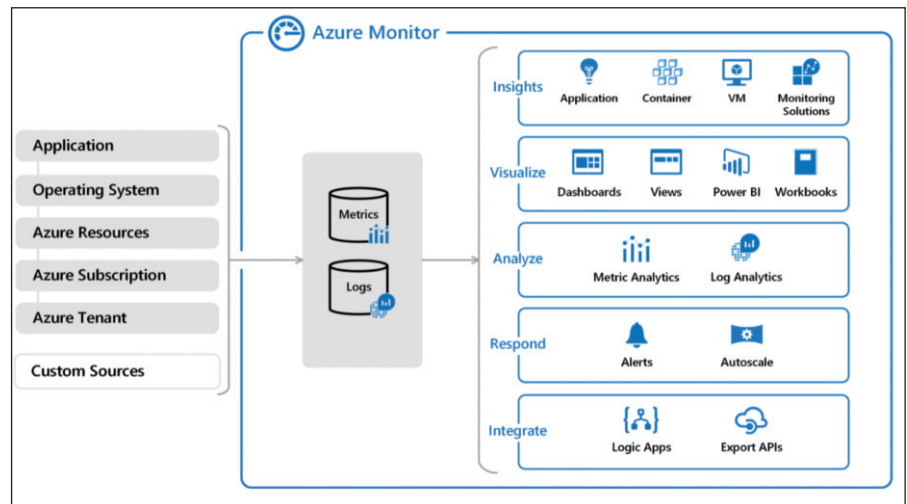 Azure Monitor
Application
Operating System
Azure Resources
Azure Subscription
Azure Tenant
Custom Sources
Metrics
Logs
Insights
Application
Container
VM
Monitoring
Solutions
Visualize
Dashboards
Views
Power BI
Workbooks
Analyze
Metric Analytics
Log Analytics
Respond
Alerts
Autoscale
Integrate
Logic Apps
Export APIs